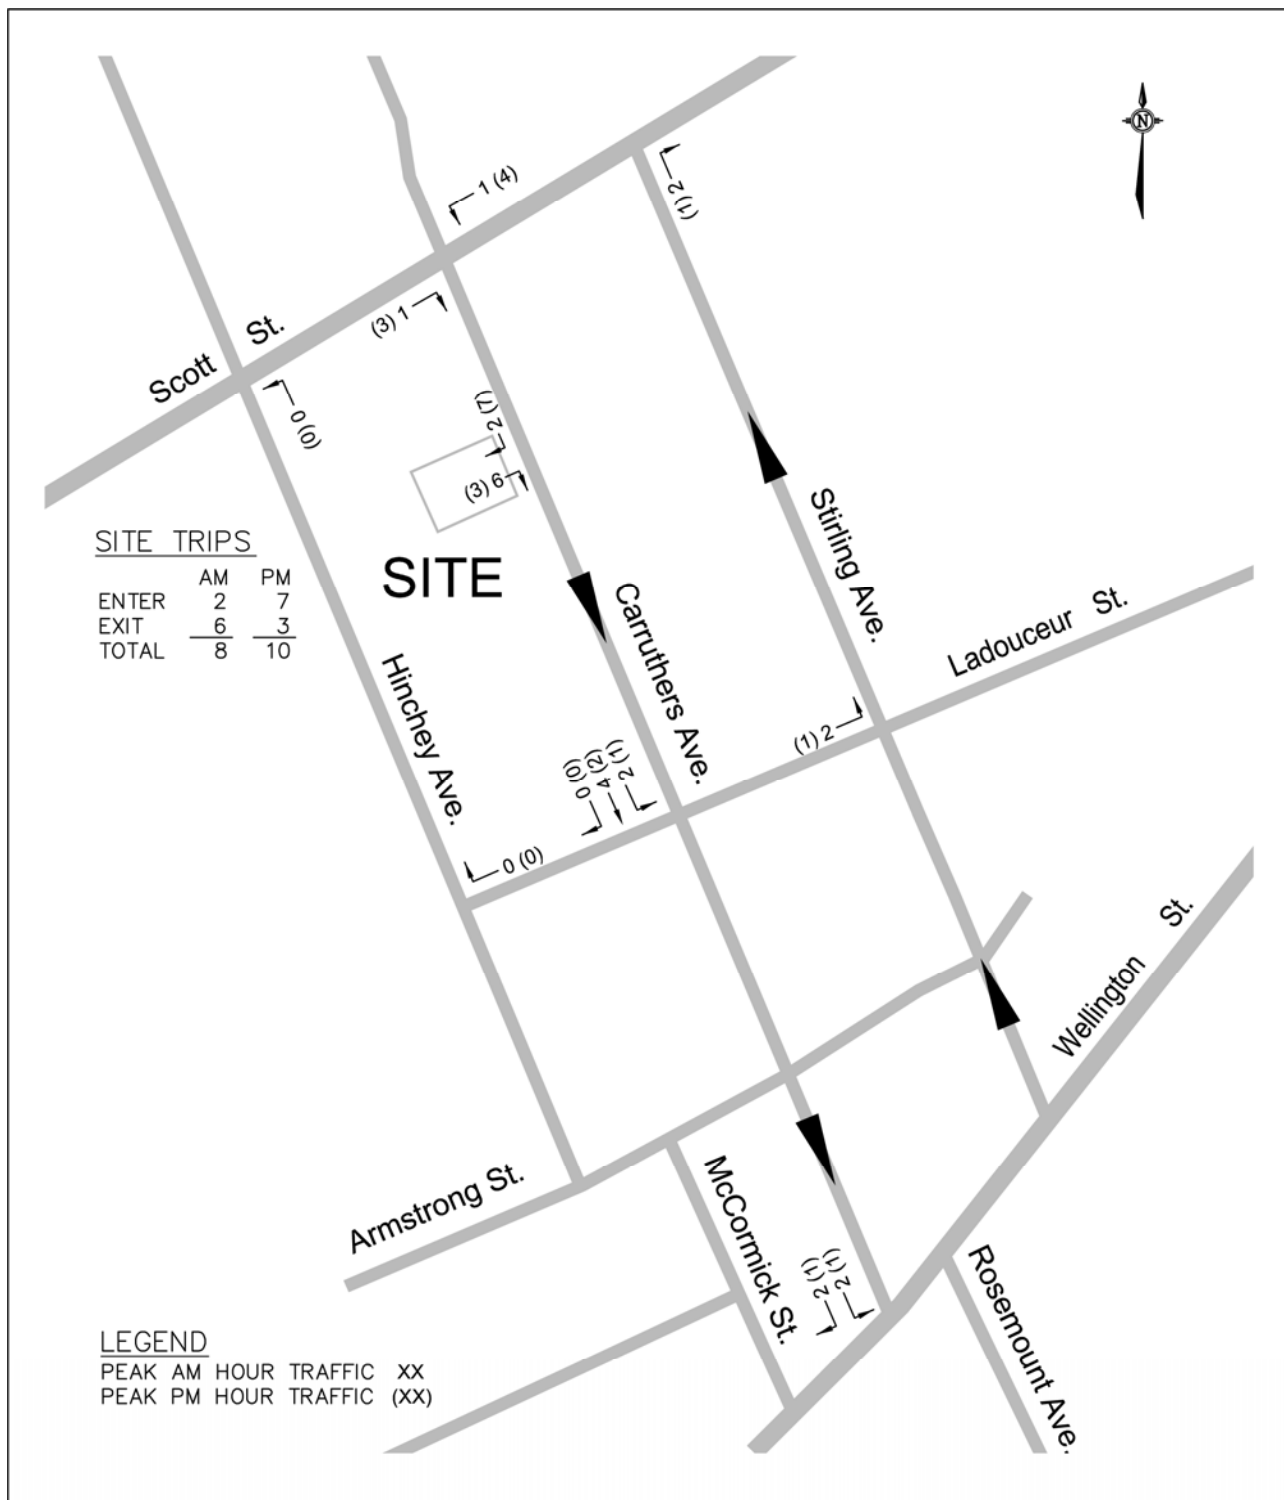 N
1 (4)
(1) 2
(3) 1
Scott St.
(0) 0
2 (7)
(3) 6
SITE
SITE TRIPS
AM PM
ENTER 2 7
EXIT 6 3
TOTAL 8 10
Stirling Ave.
Carruthers Ave.
Ladouceur St.
Hinchey Ave.
(1) 2
0 (0)
4 (2)
2 (1)
0 (0)
Wellington St.
Armstrong St.
McCormick St.
2 (1)
2 (1)
Rosemount Ave.
LEGEND
PEAK AM HOUR TRAFFIC XX
PEAK PM HOUR TRAFFIC (XX)